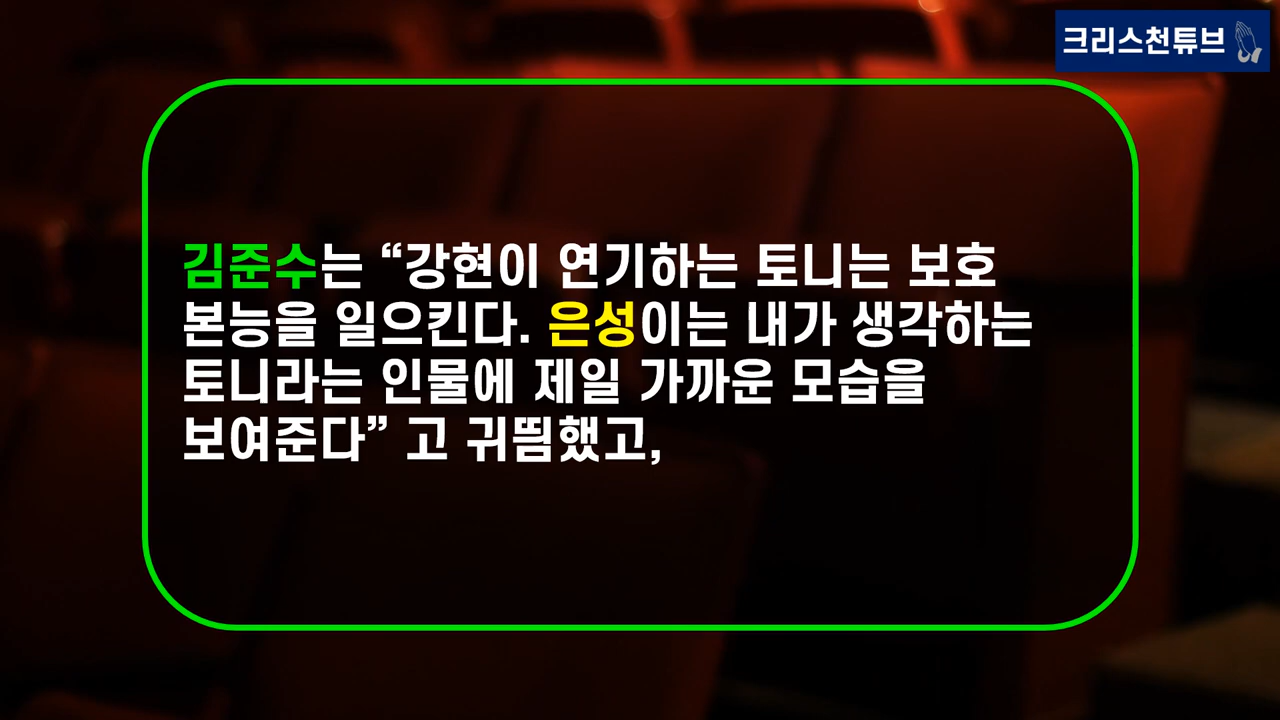 크리스천튜브
김준수는 “강현이 연기하는 토니는 보호
본능을 일으킨다. 은성이는 내가 생각하는
토니라는 인물에 제일 가까운 모습을
보여준다” 고 귀띔했고,